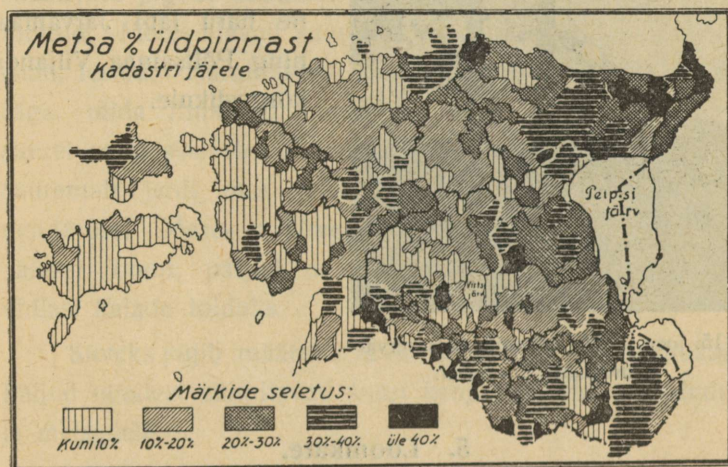 Metsa % üldpinnast
Kadastri järele
Peipsi
järv
Märkide seletus:
Kuni 10% 10%-20% 20%-30% 30%-40% üle 40%